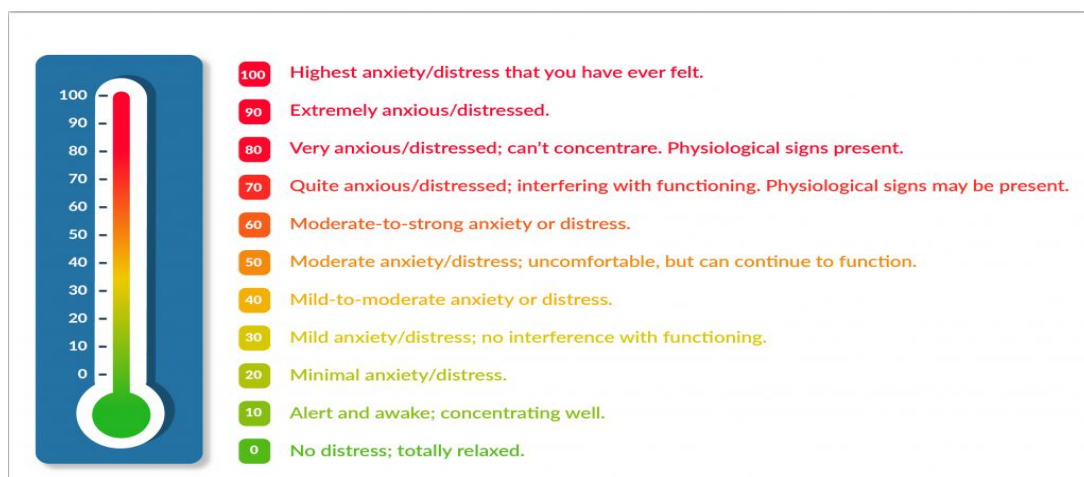 100 -
90 -
80 -
70 -
60 -
50 -
40 -
30 -
20 -
10 -
0 -
100 Highest anxiety/distress that you have ever felt.
90 Extremely anxious/distressed.
80 Very anxious/distressed; can't concentrare. Physiological signs present.
70 Quite anxious/distressed; interfering with functioning. Physiological signs may be present.
60 Moderate-to-strong anxiety or distress.
50 Moderate anxiety/distress; uncomfortable, but can continue to function.
40 Mild-to-moderate anxiety or distress.
30 Mild anxiety/distress; no interference with functioning.
20 Minimal anxiety/distress.
10 Alert and awake; concentrating well.
0 No distress; totally relaxed.